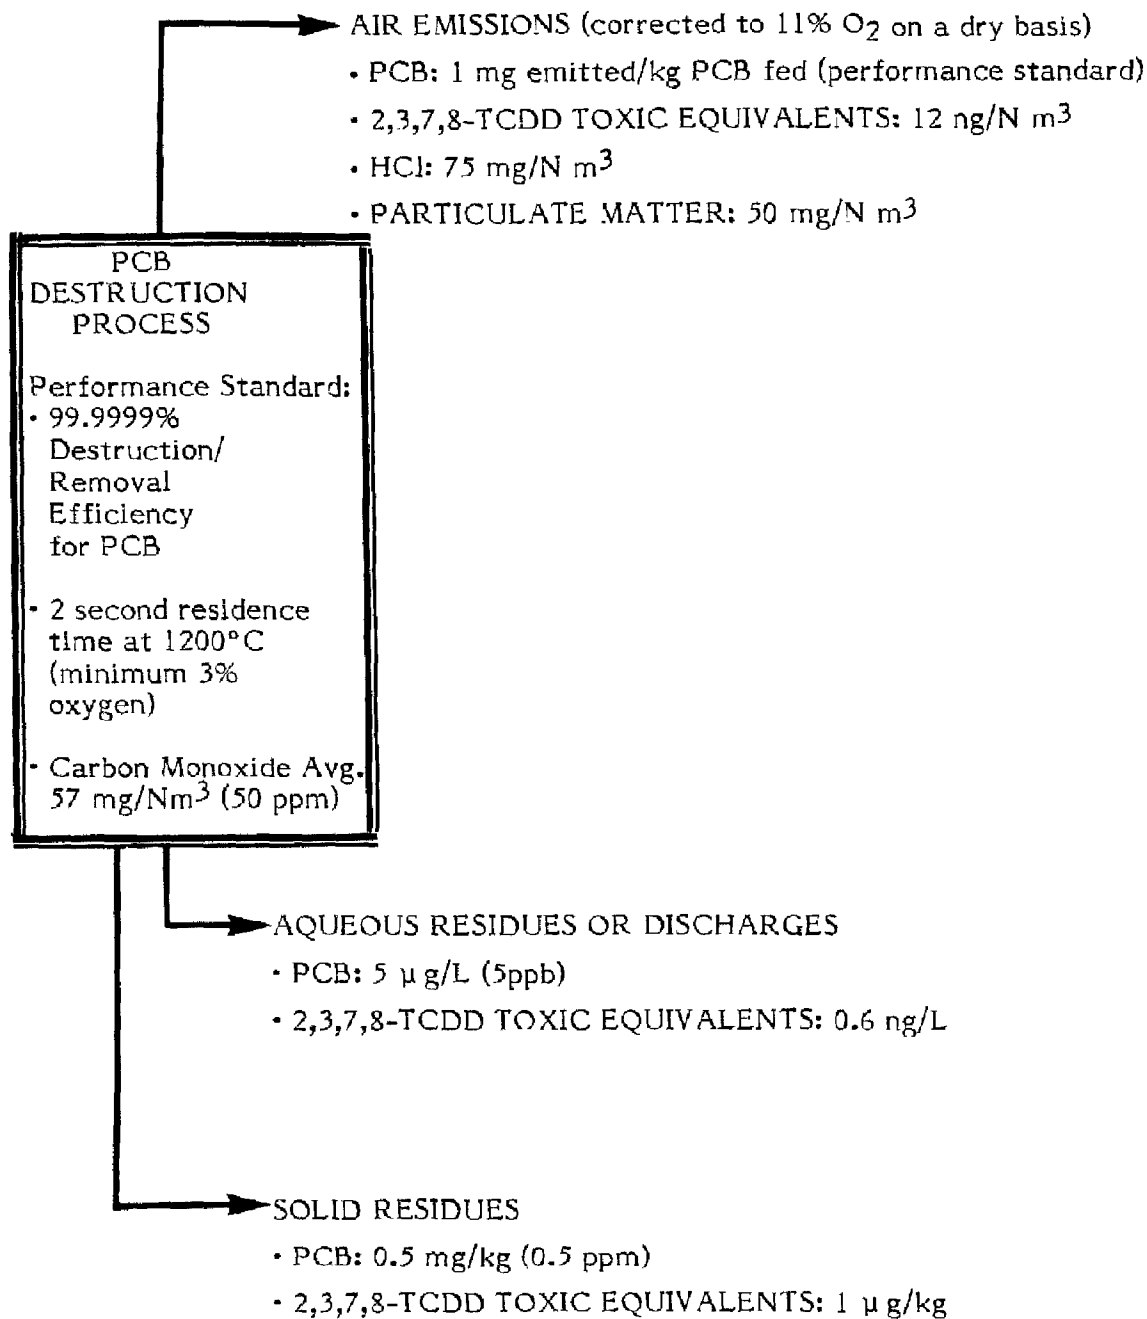 AIR EMISSIONS (corrected to 11% O2 on a dry basis)
· PCB: 1 mg emitted/kg PCB fed (performance standard)
· 2,3,7,8-TCDD TOXIC EQUIVALENTS: 12 ng/N m3
· HCl: 75 mg/N m3
· PARTICULATE MATTER: 50 mg/N m3
PCB
DESTRUCTION
PROCESS
Performance Standard:
· 99.9999%
Destruction/
Removal
Efficiency
for PCB
· 2 second residence
time at 1200°C
(minimum 3%
oxygen)
· Carbon Monoxide Avg.
57 mg/Nm3 (50 ppm)
AQUEOUS RESIDUES OR DISCHARGES
· PCB: 5 µg/L (5ppb)
· 2,3,7,8-TCDD TOXIC EQUIVALENTS: 0.6 ng/L
SOLID RESIDUES
· PCB: 0.5 mg/kg (0.5 ppm)
· 2,3,7,8-TCDD TOXIC EQUIVALENTS: 1 µg/kg